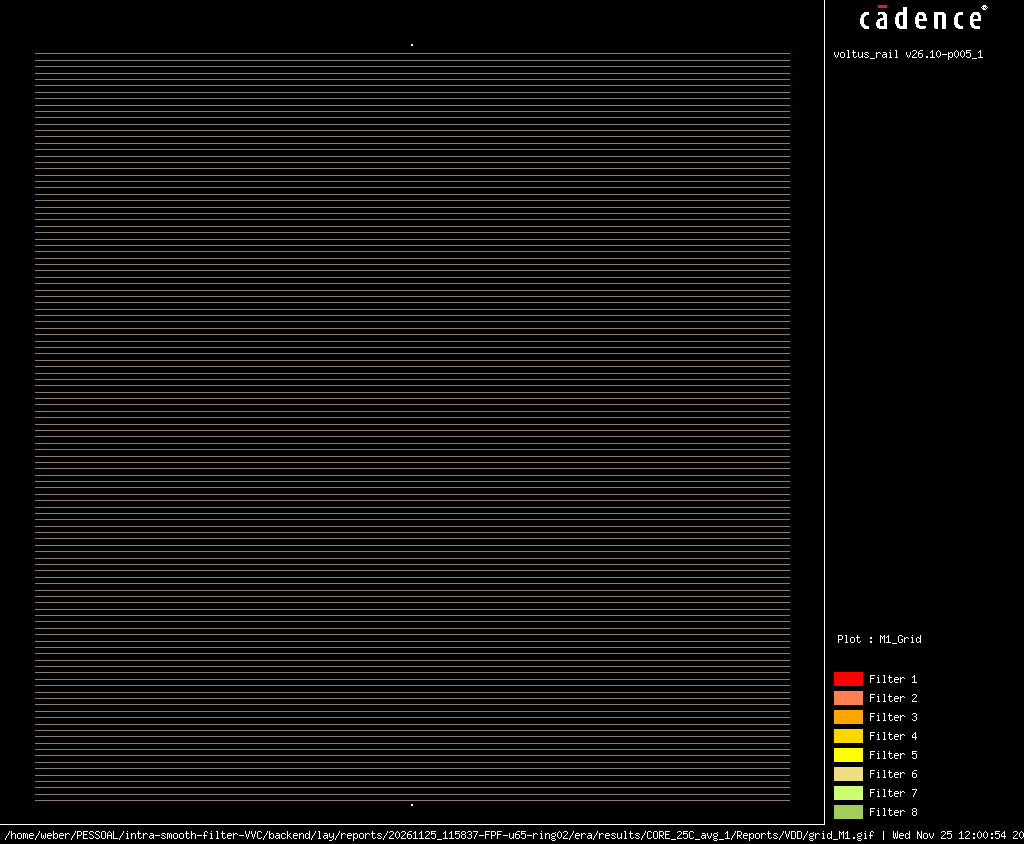 cādence®
voltus_rail v26.10-p005_1
Plot : M1_Grid
Filter 1
Filter 2
Filter 3
Filter 4
Filter 5
Filter 6
Filter 7
Filter 8
/home/weber/PESSOAL/intra-smooth-filter-VVC/backend/lay/reports/20261125_115837-FPF-u65-ring02/era/results/CORE_25C_avg_1/Reports/VDD/grid_M1.gif | Wed Nov 25 12:00:54 20